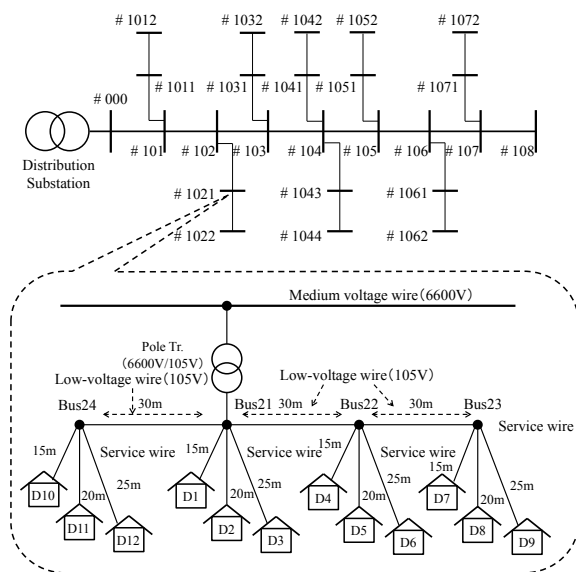 # 1012
# 1032
# 1042
# 1052
# 1072
# 1011
# 1031
# 1041
# 1051
# 1071
# 000
# 101
# 102
# 103
# 104
# 105
# 106
# 107
# 108
Distribution
Substation
# 1021
# 1043
# 1061
# 1022
# 1044
# 1062
Medium voltage wire(6600V)
Pole Tr.
(6600V/105V)
Low-voltage wire(105V)
Low-voltage wire(105V)
Bus24
30m
Bus21
30m
Bus22
30m
Bus23
Service wire
15m
Service wire
15m
Service wire
15m
Service wire
15m
25m
25m
25m
25m
20m
20m
20m
20m
D10
D1
D4
D7
D11
D2
D5
D8
D12
D3
D6
D9